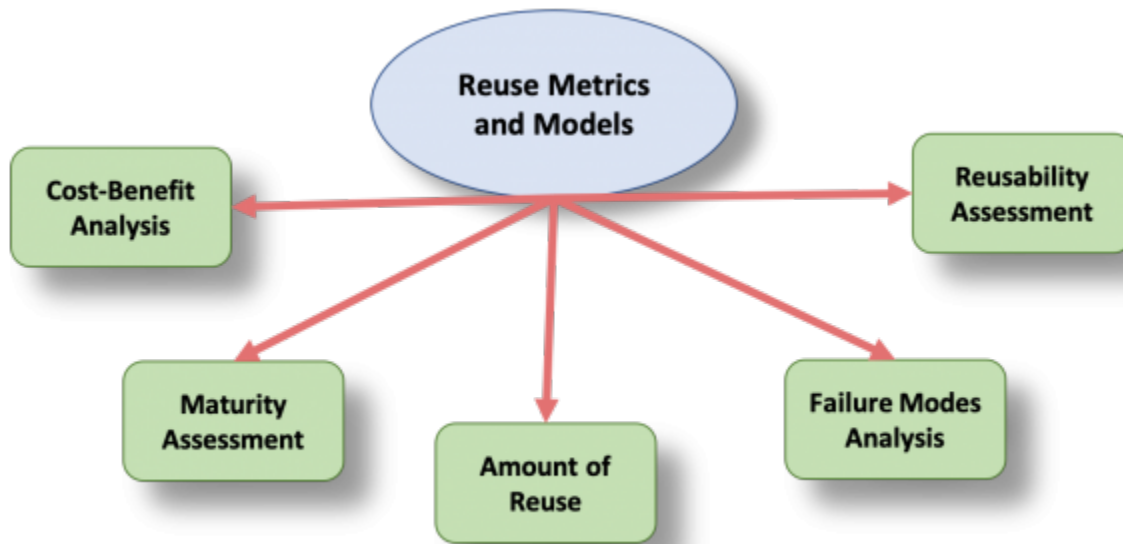 Reuse Metrics
and Models
Cost-Benefit
Analysis
Reusability
Assessment
Maturity
Assessment
Amount of
Reuse
Failure Modes
Analysis